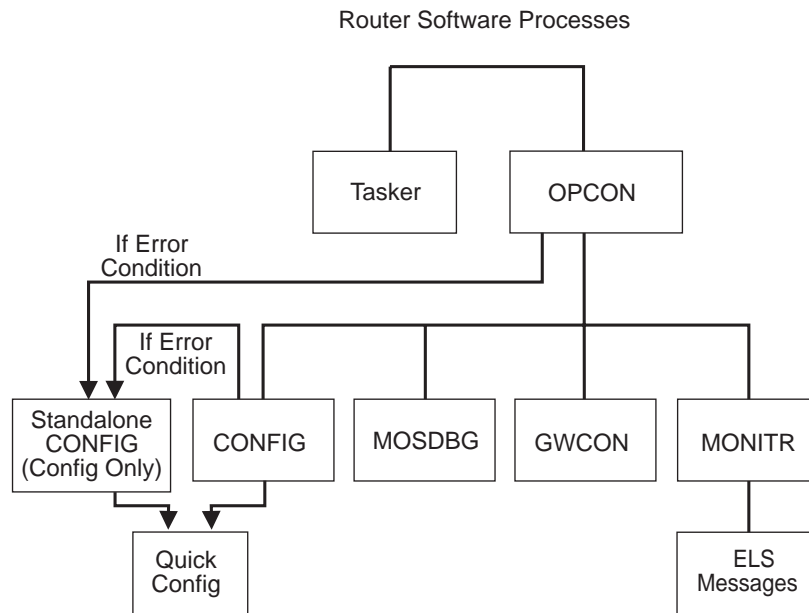 Router Software Processes
Tasker
OPCON
If Error
Condition
If Error
Condition
Standalone
CONFIG
(Config Only)
CONFIG
MOSDBG
GWCON
MONITR
Quick
Config
ELS
Messages